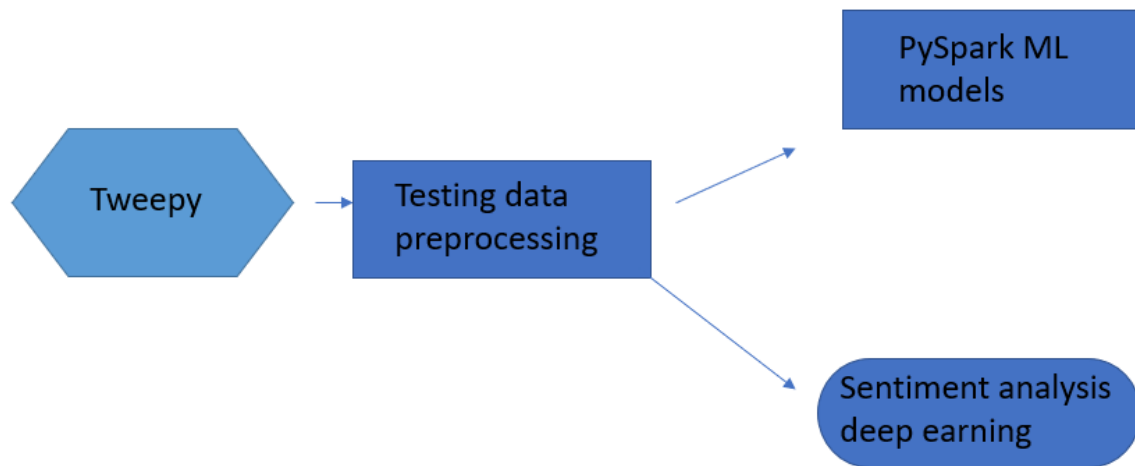 Tweepy
Testing data
preprocessing
PySpark ML
models
Sentiment analysis
deep earning